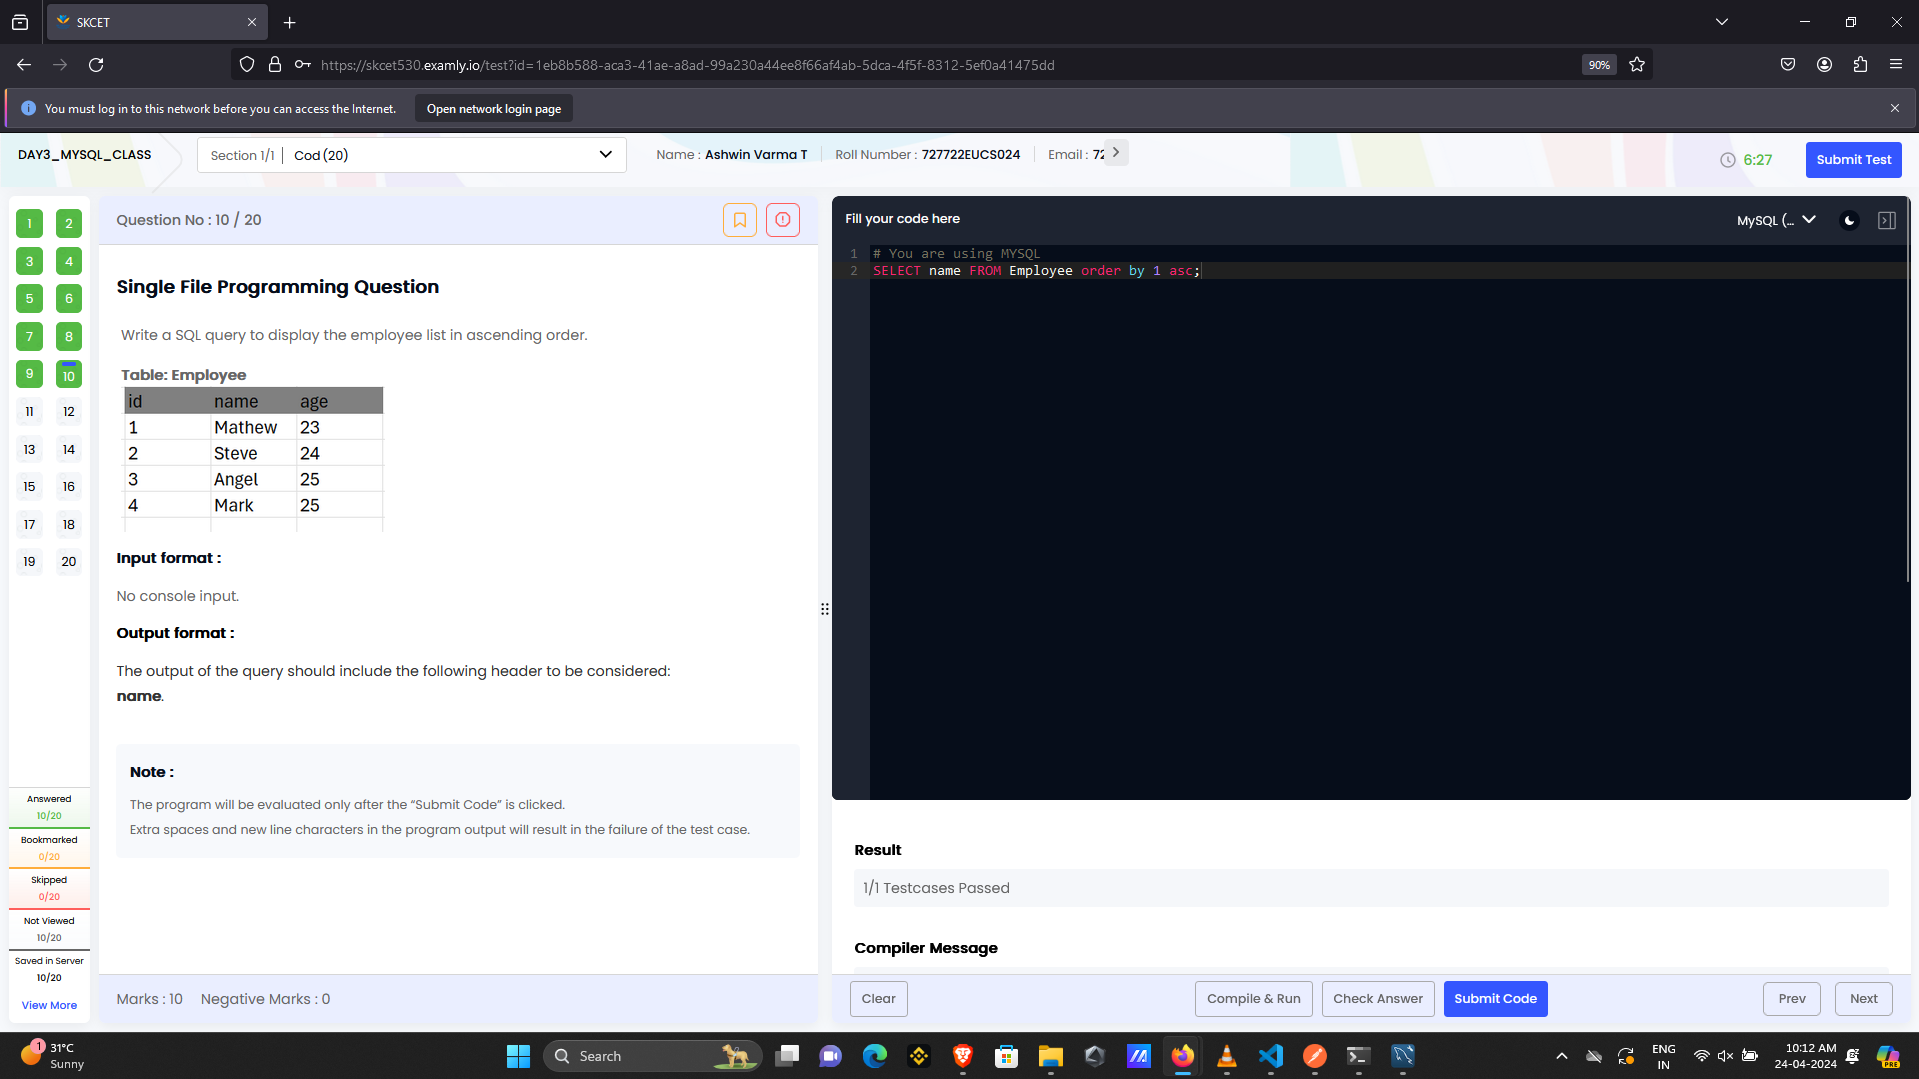 SKCET
https://skcet530.examly.io/test?id=1eb8b588-aca3-41ae-a8ad-99a230a44ee8f66af4ab-5dca-4f5f-8312-5ef0a41475dd
90%
You must log in to this network before you can access the Internet.
Open network login page
DAY3_MYSQL_CLASS
Section 1/1 | Cod (20)
Name : Ashwin Varma T
Roll Number : 727722EUCS024
Email : 72
6:27
Submit Test
1 2
3 4
5 6
7 8
9 10
11 12
13 14
15 16
17 18
19 20
Answered
10/20
Bookmarked
0/20
Skipped
0/20
Not Viewed
10/20
Saved in Server
10/20
View More
Question No : 10 / 20
Single File Programming Question
Write a SQL query to display the employee list in ascending order.
Table: Employee
id name age
1 Mathew 23
2 Steve 24
3 Angel 25
4 Mark 25
Input format :
No console input.
Output format :
The output of the query should include the following header to be considered:
name.
Note :
The program will be evaluated only after the “Submit Code” is clicked.
Extra spaces and new line characters in the program output will result in the failure of the test case.
Marks : 10 Negative Marks : 0
Fill your code here
MySQL (...
1 # You are using MYSQL
2 SELECT name FROM Employee order by 1 asc;
Result
1/1 Testcases Passed
Compiler Message
Clear
Compile & Run
Check Answer
Submit Code
Prev
Next
1
31°C
Sunny
Search
ENG
IN
10:12 AM
24-04-2024
PRE